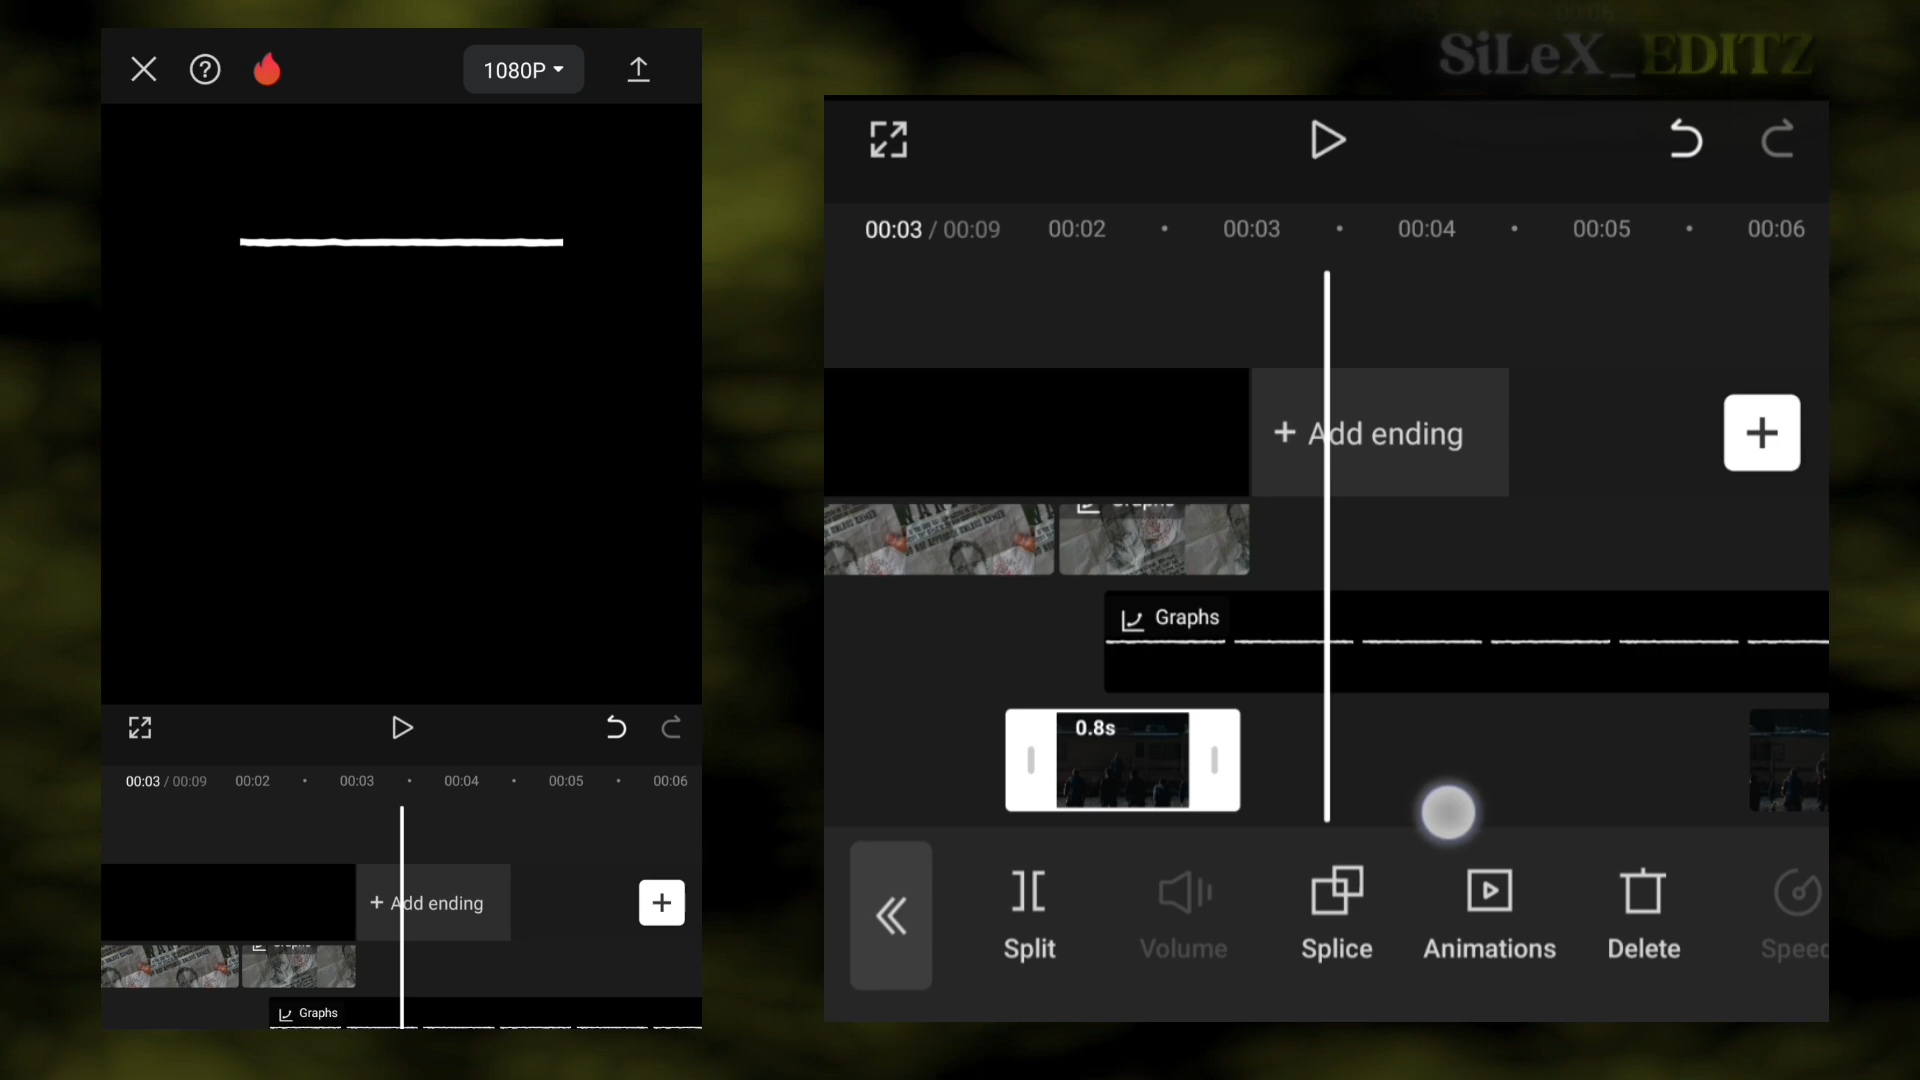 SiLeX_EDITZ
1080P
00:03 / 00:09 00:02 00:03 00:04 00:05 00:06
+ Add ending
Graphs
00:03 / 00:09 00:02 00:03 00:04 00:05 00:06
+ Add ending
Graphs
Graphs
0.8s
Split Volume Splice Animations Delete Speed